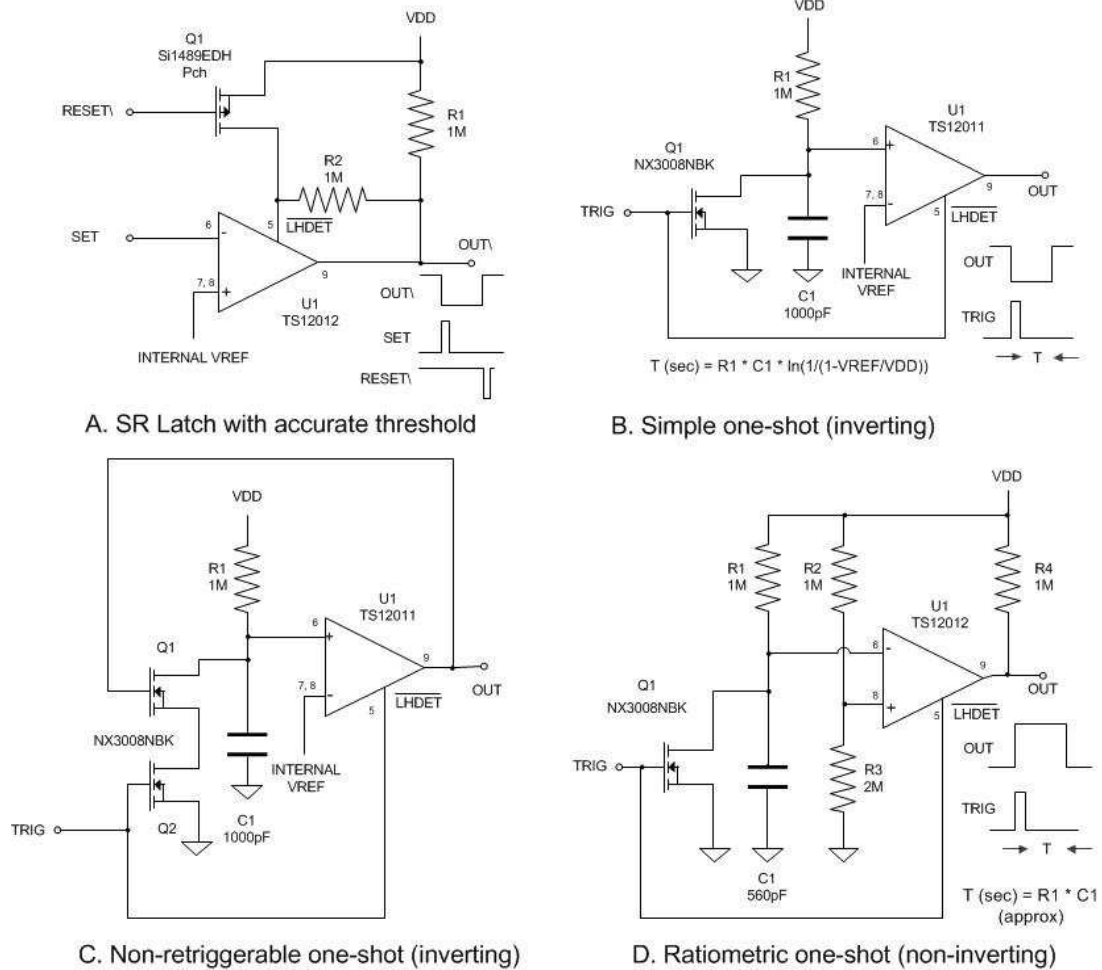 VDD
Q1
Si1489EDH
Pch
RESET\
R1
1M
R2
1M
LHDET
5
6
-
SET
7, 8
+
9
OUT\
U1
TS12012
INTERNAL VREF
OUT\
SET
RESET\
A. SR Latch with accurate threshold
VDD
R1
1M
U1
TS12011
Q1
NX3008NBK
6
+
7, 8
-
9
OUT
5
LHDET
TRIG
INTERNAL
VREF
C1
1000pF
OUT
TRIG
T
T (sec) = R1 * C1 * ln(1/(1-VREF/VDD))
B. Simple one-shot (inverting)
VDD
R1
1M
U1
TS12011
Q1
6
+
7, 8
-
9
OUT
5
LHDET
NX3008NBK
INTERNAL
VREF
TRIG
Q2
C1
1000pF
C. Non-retriggerable one-shot (inverting)
VDD
R1
1M
R2
1M
R4
1M
U1
TS12012
6
-
8
+
9
OUT
5
LHDET
Q1
NX3008NBK
TRIG
R3
2M
C1
560pF
OUT
TRIG
T
T (sec) = R1 * C1
(approx)
D. Ratiometric one-shot (non-inverting)